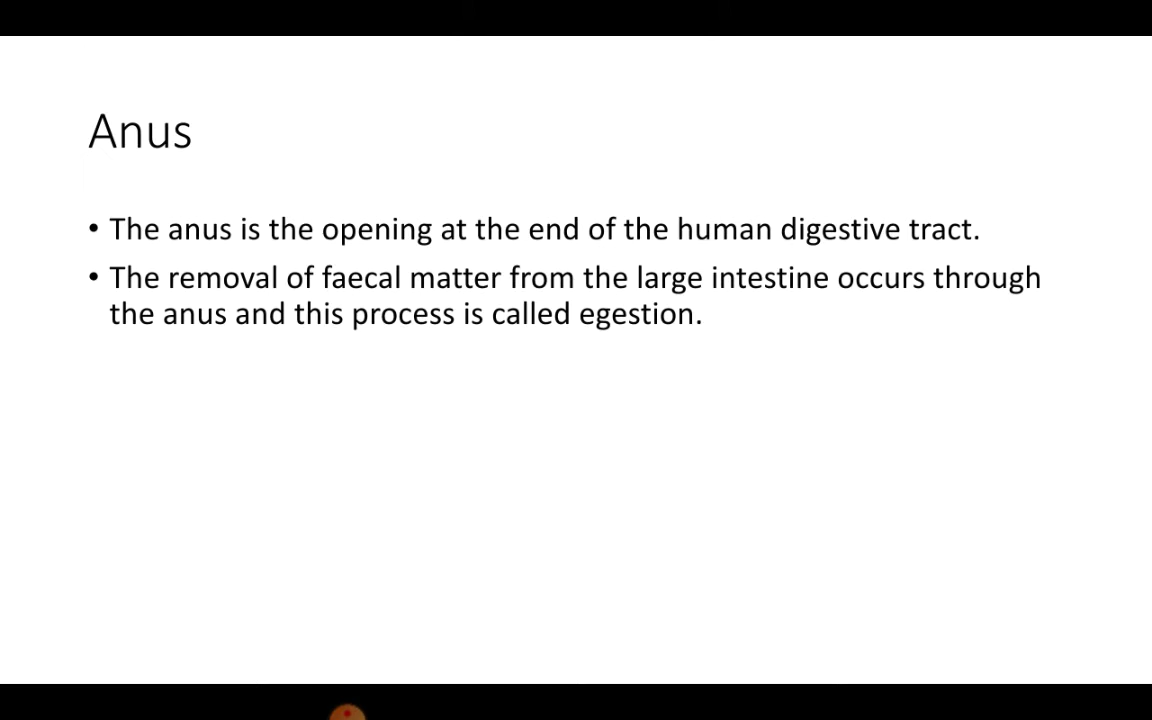 Anus
• The anus is the opening at the end of the human digestive tract.
• The removal of faecal matter from the large intestine occurs through
the anus and this process is called egestion.